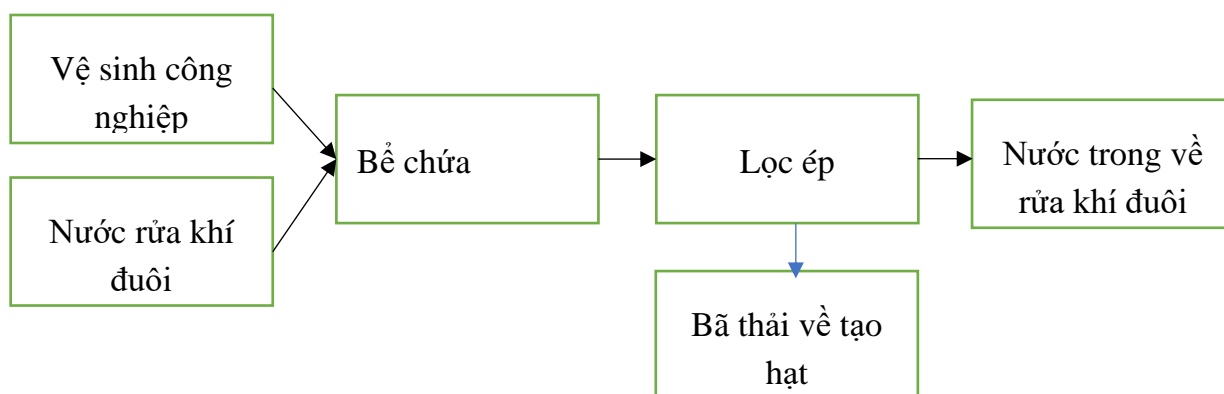 Vệ sinh công
nghiệp
Nước rửa khí
đuôi
Bể chứa
Lọc ép
Nước trong về
rửa khí đuôi
Bã thải về tạo
hạt